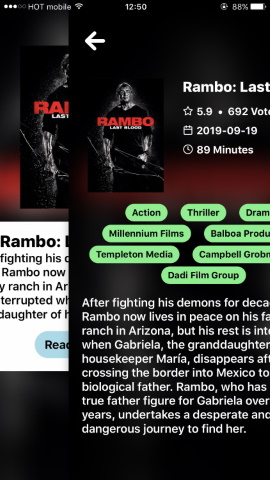 HOT mobile 12:50 88%
RAMBO
LAST BLOOD
Rambo: Last
5.9 • 692 Vot
2019-09-19
89 Minutes
Action Thriller Dram
Millennium Films Balboa Produ
Templeton Media Campbell Grobm
Dadi Film Group
After fighting his demons for decad
Rambo now lives in peace on his fa
ranch in Arizona, but his rest is inte
when Gabriela, the granddaughter
housekeeper María, disappears aft
crossing the border into Mexico to
biological father. Rambo, who has
true father figure for Gabriela over
years, undertakes a desperate and
dangerous journey to find her.
RAM
LAST
Rambo: L
fighting his d
Rambo now
y ranch in Ar
terrupted wh
daughter of h
Read